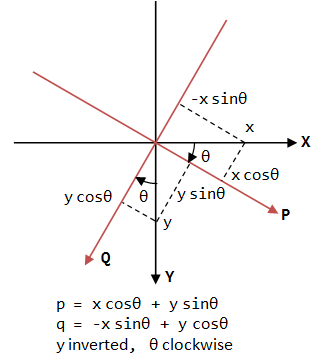 -x sinθ
x
X
θ
x cosθ
y cosθ
θ
y sinθ
P
y
Q
Y
p = x cosθ + y sinθ
q = -x sinθ + y cosθ
y inverted, θ clockwise